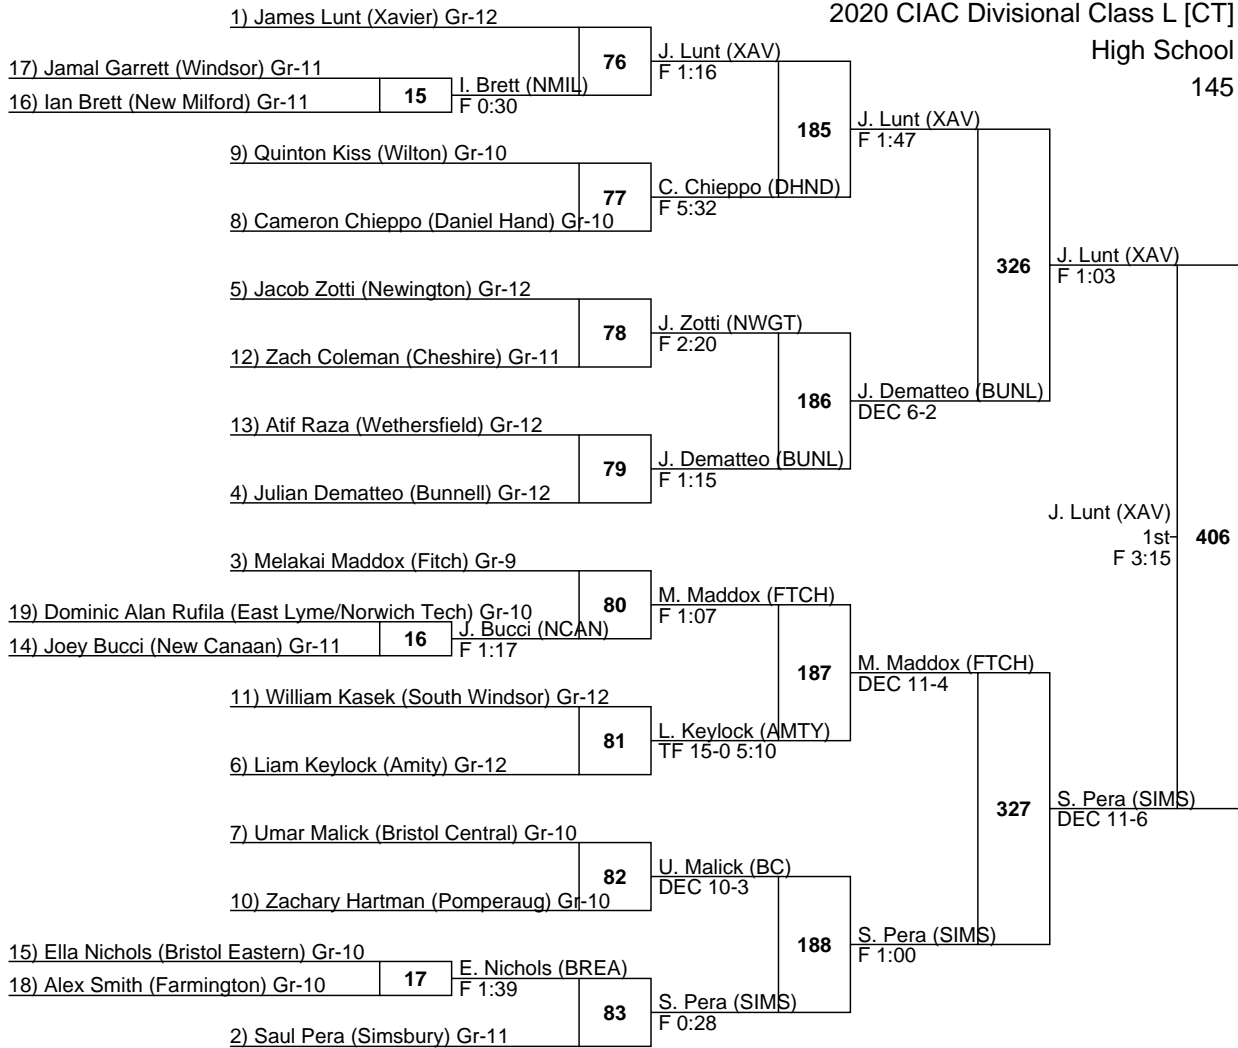 2020 CIAC Divisional Class L [CT]
High School
145
1) James Lunt (Xavier) Gr-12
76
J. Lunt (XAV)
F 1:16
17) Jamal Garrett (Windsor) Gr-11
15
I. Brett (NMIL)
F 0:30
16) Ian Brett (New Milford) Gr-11
185
J. Lunt (XAV)
F 1:47
9) Quinton Kiss (Wilton) Gr-10
77
C. Chieppo (DHND)
F 5:32
8) Cameron Chieppo (Daniel Hand) Gr-10
326
J. Lunt (XAV)
F 1:03
5) Jacob Zotti (Newington) Gr-12
78
J. Zotti (NWGT)
F 2:20
12) Zach Coleman (Cheshire) Gr-11
186
J. Dematteo (BUNL)
DEC 6-2
13) Atif Raza (Wethersfield) Gr-12
79
J. Dematteo (BUNL)
F 1:15
4) Julian Dematteo (Bunnell) Gr-12
J. Lunt (XAV)
1st
406
F 3:15
3) Melakai Maddox (Fitch) Gr-9
80
M. Maddox (FTCH)
F 1:07
19) Dominic Alan Rufila (East Lyme/Norwich Tech) Gr-10
16
J. Bucci (NCAN)
F 1:17
14) Joey Bucci (New Canaan) Gr-11
187
M. Maddox (FTCH)
DEC 11-4
11) William Kasek (South Windsor) Gr-12
81
L. Keylock (AMTY)
TF 15-0 5:10
6) Liam Keylock (Amity) Gr-12
327
S. Pera (SIMS)
DEC 11-6
7) Umar Malick (Bristol Central) Gr-10
82
U. Malick (BC)
DEC 10-3
10) Zachary Hartman (Pomperaug) Gr-10
188
S. Pera (SIMS)
F 1:00
15) Ella Nichols (Bristol Eastern) Gr-10
17
E. Nichols (BREA)
F 1:39
18) Alex Smith (Farmington) Gr-10
83
S. Pera (SIMS)
F 0:28
2) Saul Pera (Simsbury) Gr-11